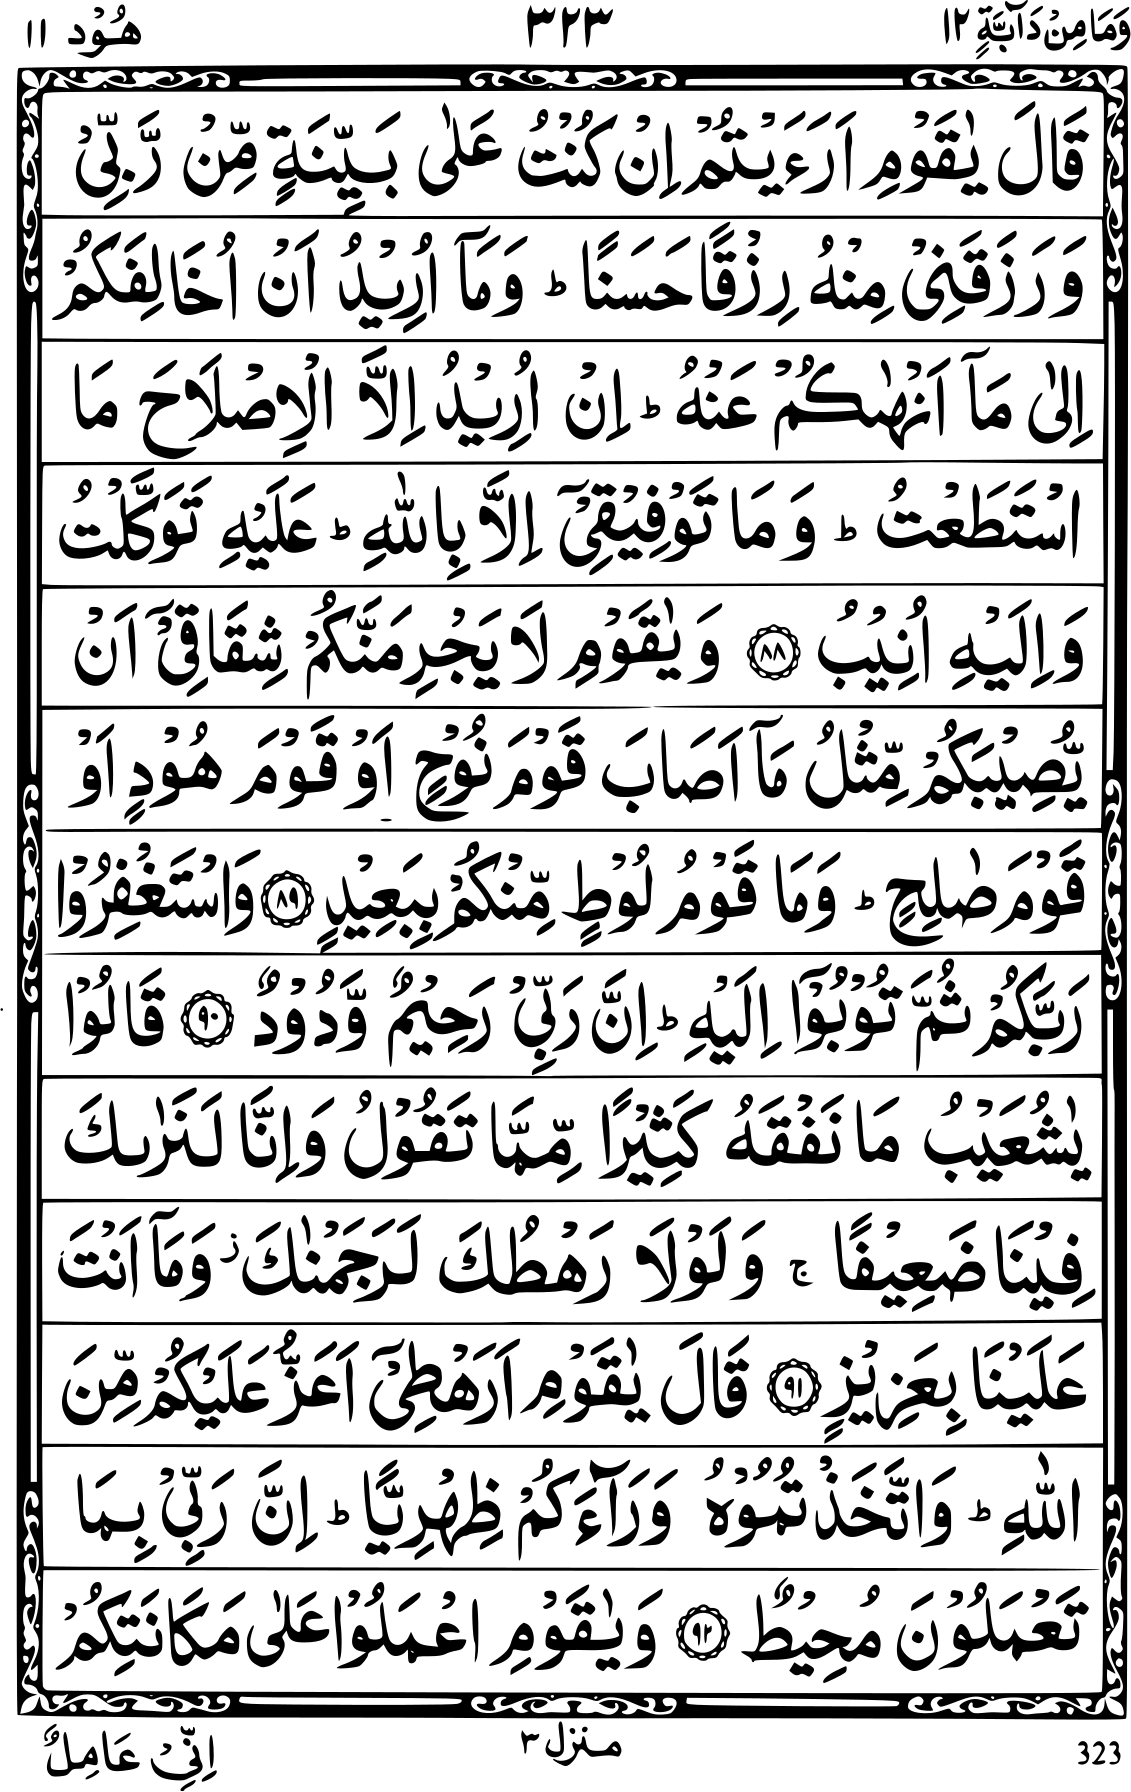 وَمَا مِنْ دَآبَّةٍ ١٢ ٣٢٣ هُوْد ١١
قَالَ يٰقَوْمِ اَرَءَيْتُمْ اِنْ كُنْتُ عَلٰى بَيِّنَةٍ مِّنْ رَّبِّيْ
وَرَزَقَنِيْ مِنْهُ رِزْقًا حَسَنًا ؕ وَمَآ اُرِيْدُ اَنْ اُخَالِفَكُمْ
اِلٰى مَآ اَنْهٰىكُمْ عَنْهُ ؕ اِنْ اُرِيْدُ اِلَّا الْاِصْلَاحَ مَا
اسْتَطَعْتُ ؕ وَمَا تَوْفِيْقِيْٓ اِلَّا بِاللّٰهِ ؕ عَلَيْهِ تَوَكَّلْتُ
وَاِلَيْهِ اُنِيْبُ ۝٨٨ وَيٰقَوْمِ لَا يَجْرِمَنَّكُمْ شِقَاقِيْٓ اَنْ
يُّصِيْبَكُمْ مِّثْلُ مَآ اَصَابَ قَوْمَ نُوْحٍ اَوْ قَوْمَ هُوْدٍ اَوْ
قَوْمَ صٰلِحٍ ؕ وَمَا قَوْمُ لُوْطٍ مِّنْكُمْ بِبَعِيْدٍ ۝٨٩ وَاسْتَغْفِرُوْا
رَبَّكُمْ ثُمَّ تُوْبُوْٓا اِلَيْهِ ؕ اِنَّ رَبِّيْ رَحِيْمٌ وَّدُوْدٌ ۝٩٠ قَالُوْا
يٰشُعَيْبُ مَا نَفْقَهُ كَثِيْرًا مِّمَّا تَقُوْلُ وَاِنَّا لَنَرٰىكَ
فِيْنَا ضَعِيْفًا ۚ وَلَوْلَا رَهْطُكَ لَرَجَمْنٰكَ ز وَمَآ اَنْتَ
عَلَيْنَا بِعَزِيْزٍ ۝٩١ قَالَ يٰقَوْمِ اَرَهْطِيْٓ اَعَزُّ عَلَيْكُمْ مِّنَ
اللّٰهِ ؕ وَاتَّخَذْتُمُوْهُ وَرَآءَكُمْ ظِهْرِيًّا ؕ اِنَّ رَبِّيْ بِمَا
تَعْمَلُوْنَ مُحِيْطٌ ۝٩٢ وَيٰقَوْمِ اعْمَلُوْا عَلٰى مَكَانَتِكُمْ
323 منزل ٣ اِنِّيْ عَامِلٌ